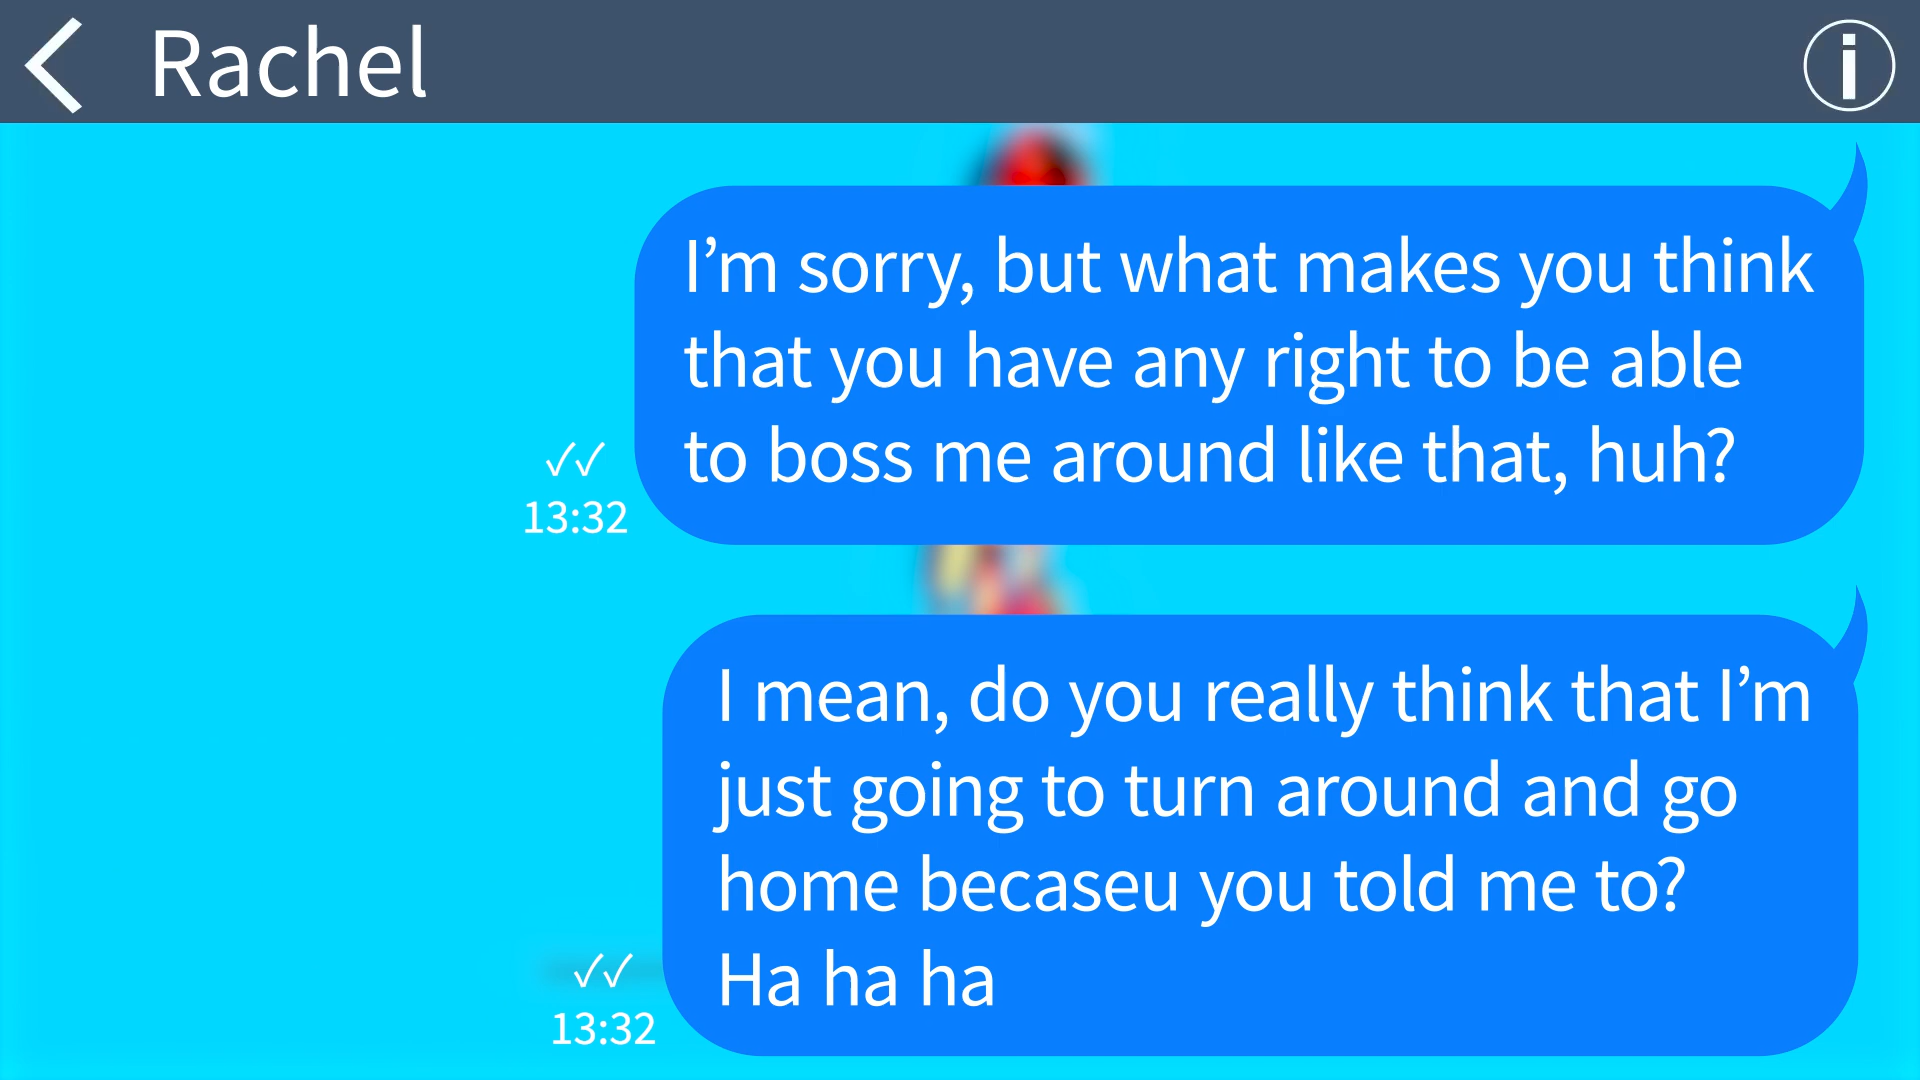 Rachel
I’m sorry, but what makes you think
that you have any right to be able
to boss me around like that, huh?
✓✓
13:32
I mean, do you really think that I’m
just going to turn around and go
home becaseu you told me to?
Ha ha ha
✓✓
13:32